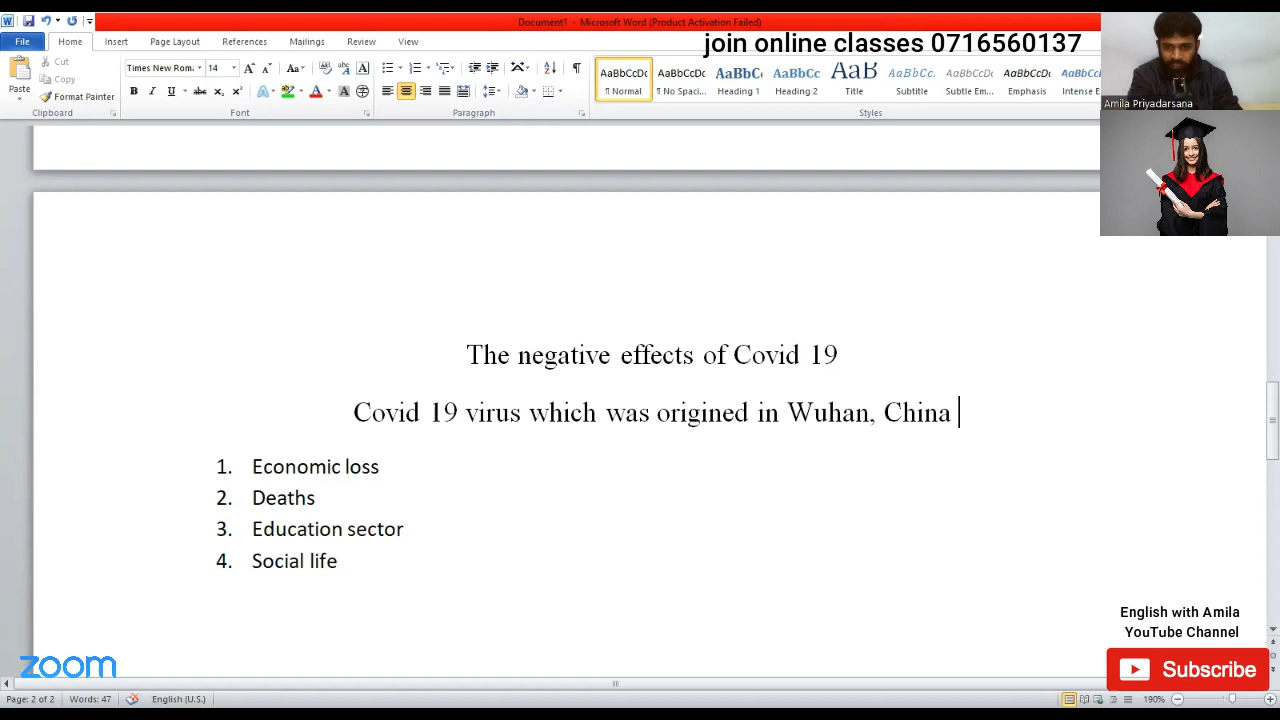 Document1 - Microsoft Word (Product Activation Failed)
File Home Insert Page Layout References Mailings Review View
join online classes 0716560137
Paste
Cut
Copy
Format Painter
Times New Rom 14
AaBbCcDc AaBbCcDc AaBbC AaBbCc AaB AaBbCc. AaBbCcD AaBbCcDc AaBbCc
¶ Normal ¶ No Spaci... Heading 1 Heading 2 Title Subtitle Subtle Em... Emphasis Intense E
Clipboard Font Paragraph Styles
Amila Priyadarsana
The negative effects of Covid 19
Covid 19 virus which was origined in Wuhan, China
1. Economic loss
2. Deaths
3. Education sector
4. Social life
English with Amila
YouTube Channel
Subscribe
zoom
Page: 2 of 2 Words: 47 English (U.S.) 190%